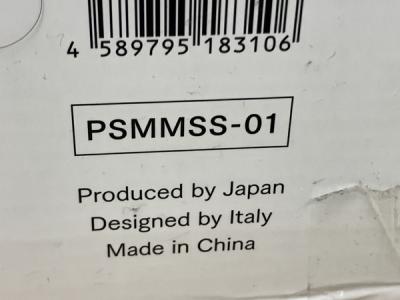 4 589795 183106
PSMMSS-01
Produced by Japan
Designed by Italy
Made in China